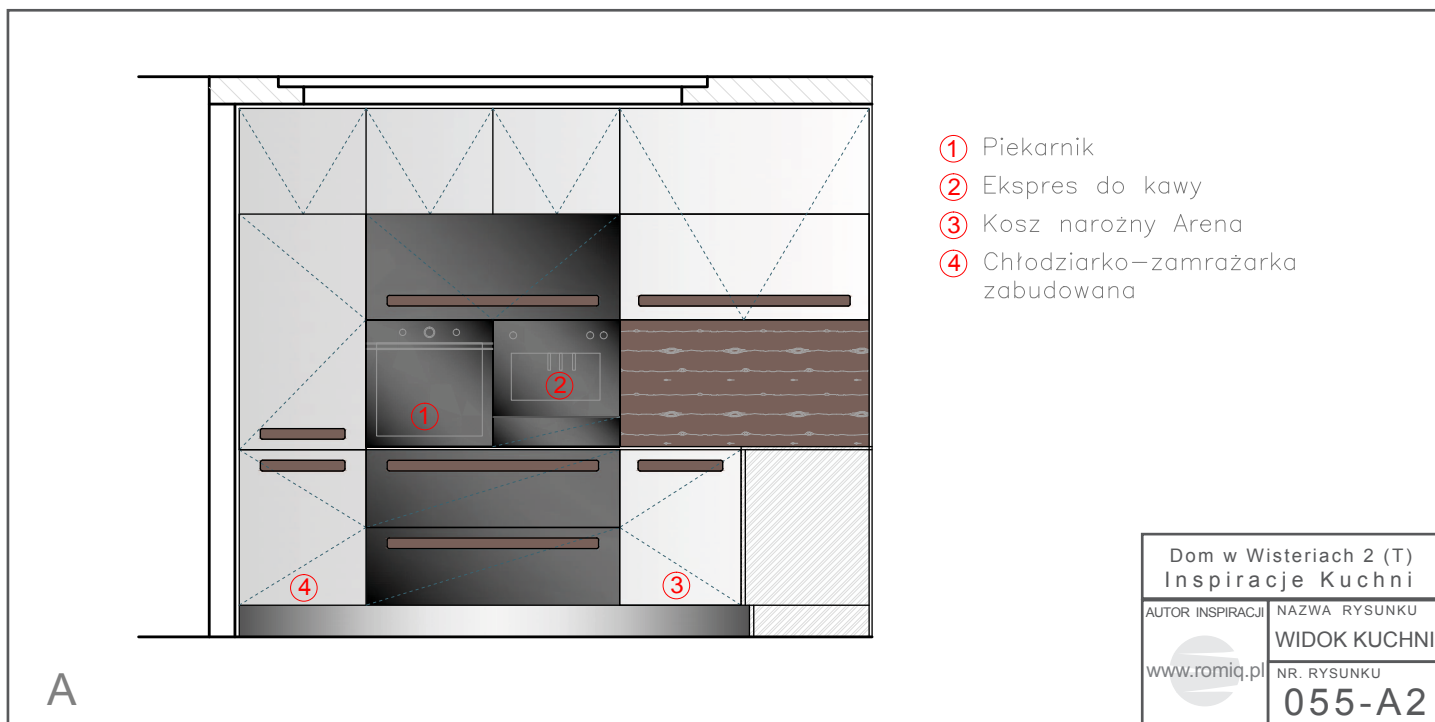 1 Piekarnik
2 Ekspres do kawy
3 Kosz narożny Arena
4 Chłodziarko-zamrażarka
zabudowana
1
2
4
3
A
Dom w Wisteriach 2 (T)
Inspiracje Kuchni
AUTOR INSPIRACJI
www.romiq.pl
NAZWA RYSUNKU
WIDOK KUCHNI
NR. RYSUNKU
055-A2